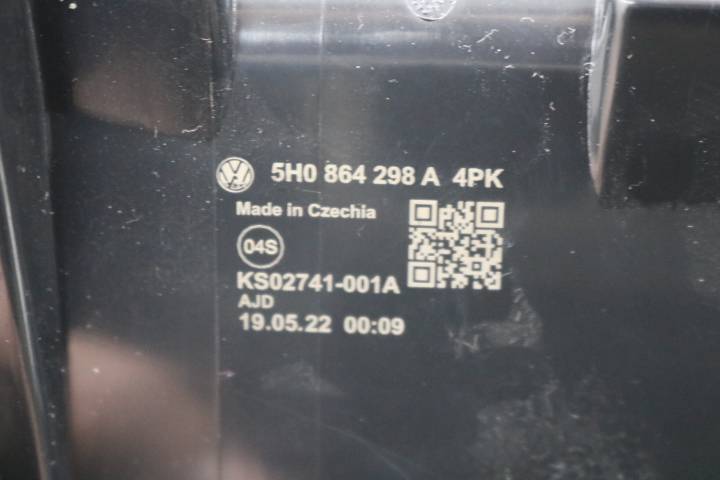 5H0 864 298 A 4PK
Made in Czechia
04S
KS02741-001A
AJD
19.05.22 00:09